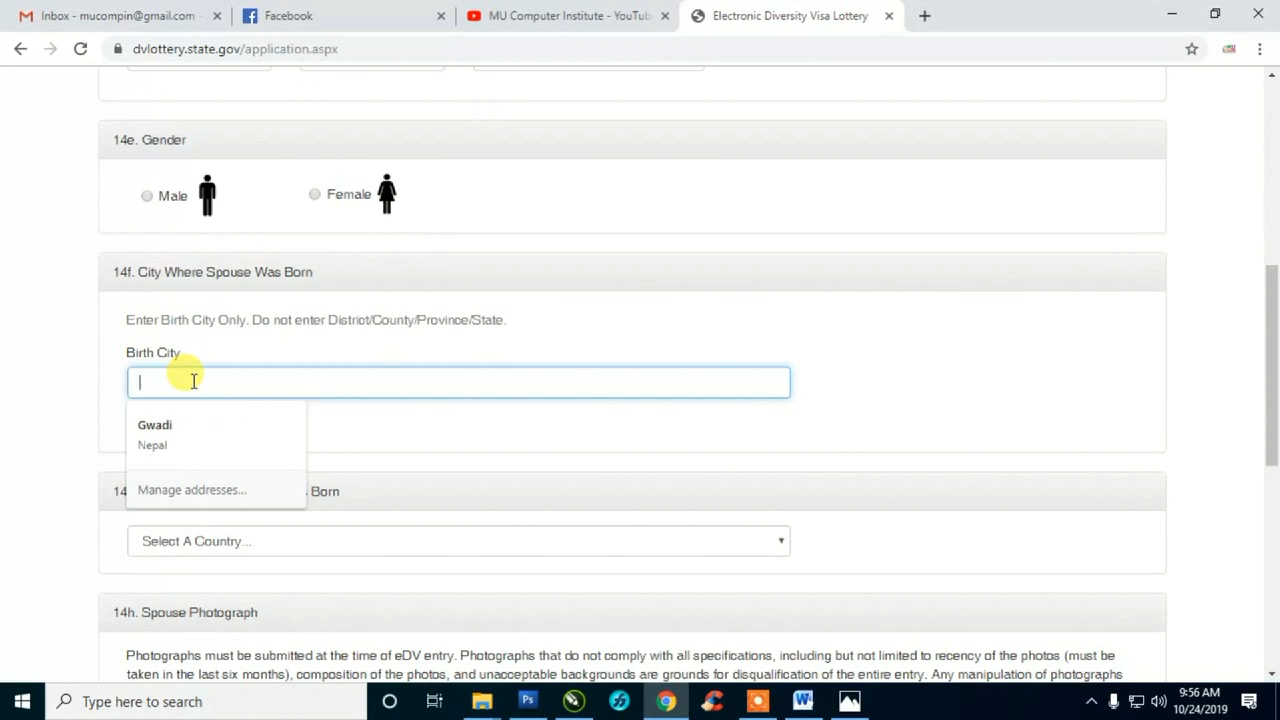 Inbox - mucompin@gmail.com -
Facebook
MU Computer Institute - YouTub
Electronic Diversity Visa Lottery
dvlottery.state.gov/application.aspx
14e. Gender
Male
Female
14f. City Where Spouse Was Born
Enter Birth City Only. Do not enter District/County/Province/State.
Birth City
Gwadi
Nepal
Manage addresses...
14
Born
Select A Country...
14h. Spouse Photograph
Photographs must be submitted at the time of eDV entry. Photographs that do not comply with all specifications, including but not limited to recency of the photos (must be
taken in the last six months), composition of the photos, and unacceptable backgrounds are grounds for disqualification of the entire entry. Any manipulation of photographs
Type here to search
9:56 AM
10/24/2019